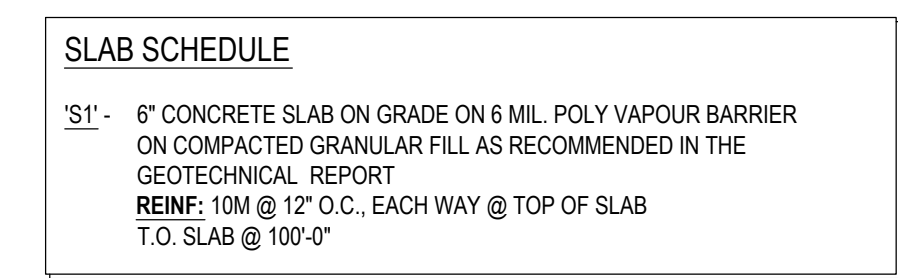 SLAB SCHEDULE
'S1' - 6" CONCRETE SLAB ON GRADE ON 6 MIL. POLY VAPOUR BARRIER
ON COMPACTED GRANULAR FILL AS RECOMMENDED IN THE
GEOTECHNICAL REPORT
REINF: 10M @ 12" O.C., EACH WAY @ TOP OF SLAB
T.O. SLAB @ 100'-0"